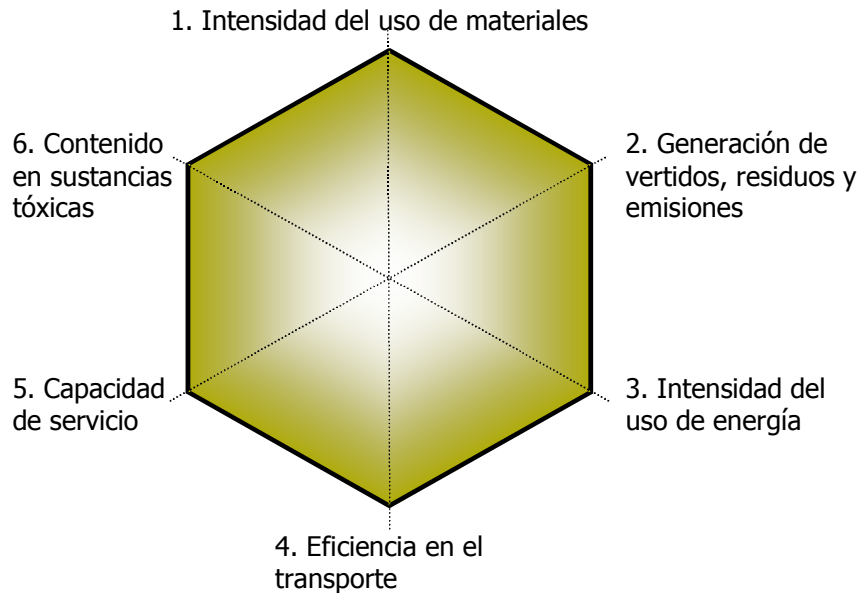 1. Intensidad del uso de materiales
2. Generación de
vertidos, residuos y
emisiones
3. Intensidad del
uso de energía
4. Eficiencia en el
transporte
5. Capacidad
de servicio
6. Contenido
en sustancias
tóxicas